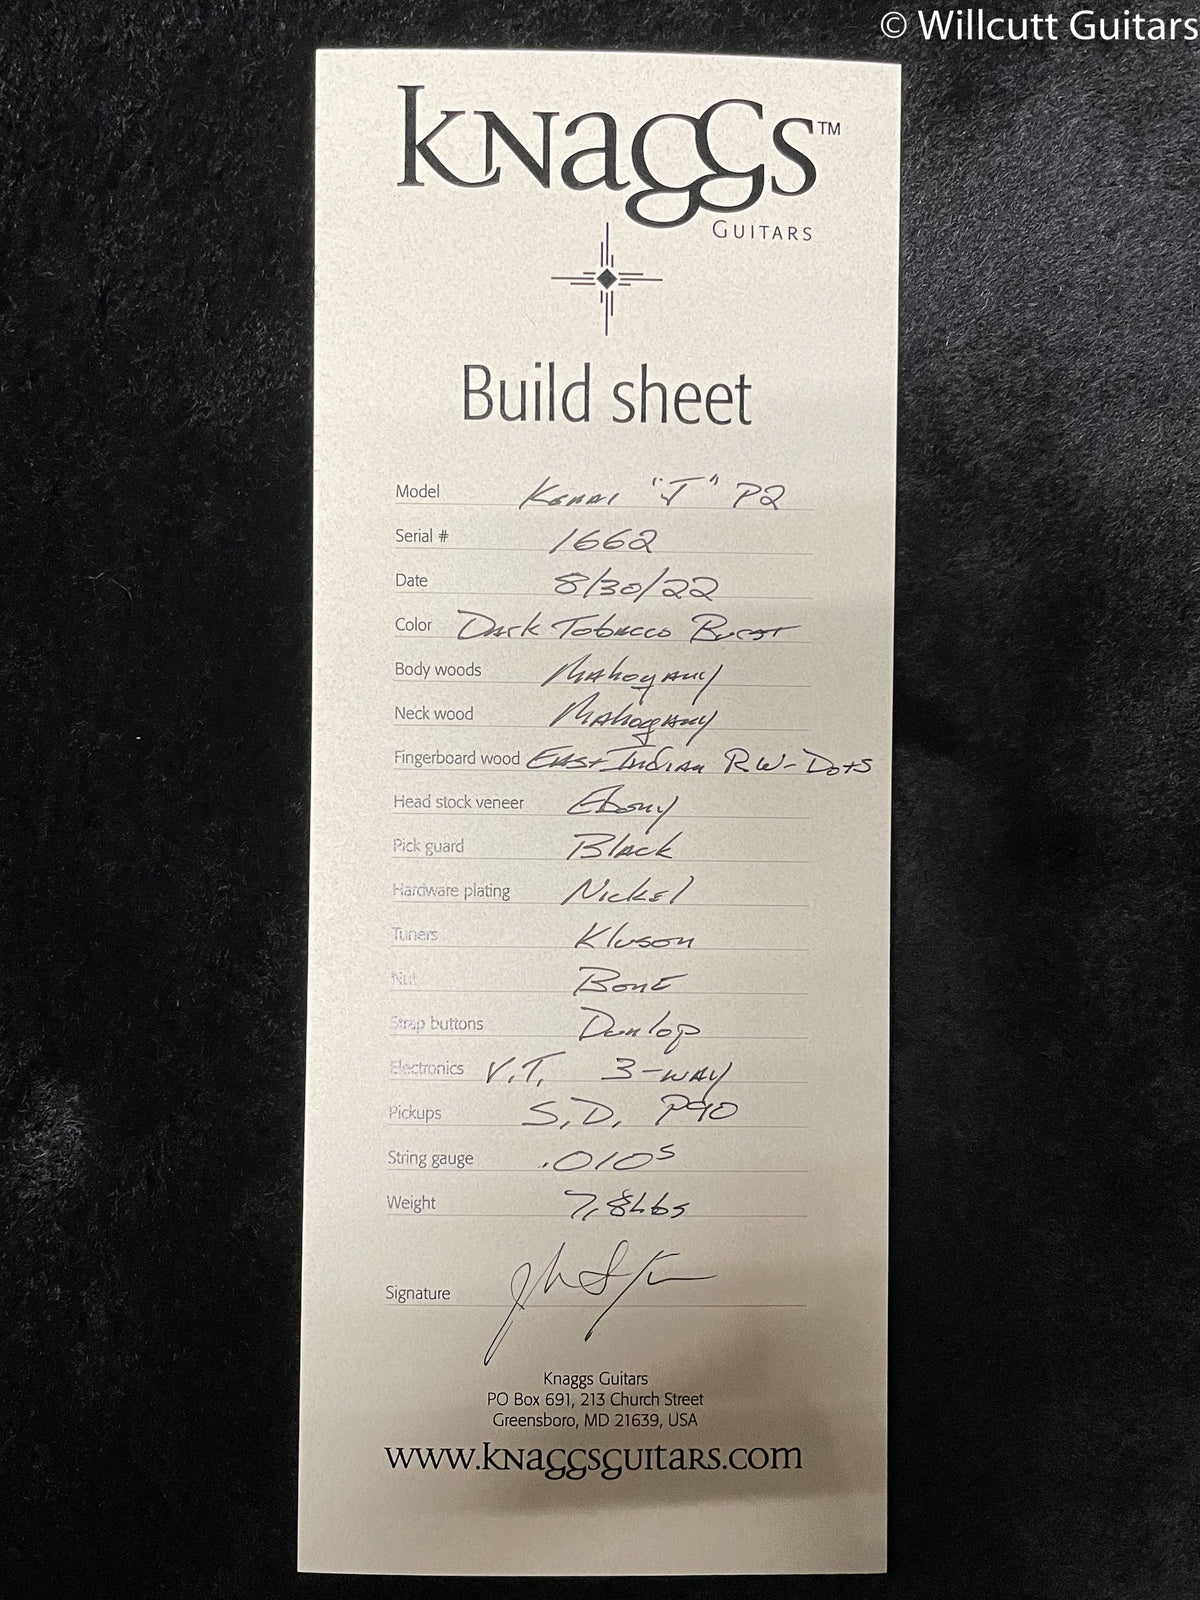 © Willcutt Guitars
KNaGGs™
GUITARS
Build sheet
Model Kenai "J" P2
Serial # 1662
Date 8/30/22
Color Dark Tobacco Burst
Body woods Mahogany
Neck wood Mahogany
Fingerboard wood East Indian RW-Dots
Head stock veneer Ebony
Pick guard Black
Hardware plating Nickel
Tuners Kluson
Nut Bone
Strap buttons Dunlop
Electronics V.T. 3-way
Pickups S.D. P90
String gauge .010s
Weight 7.8Lbs
Signature
Knaggs Guitars
PO Box 691, 213 Church Street
Greensboro, MD 21639, USA
www.knaggsguitars.com